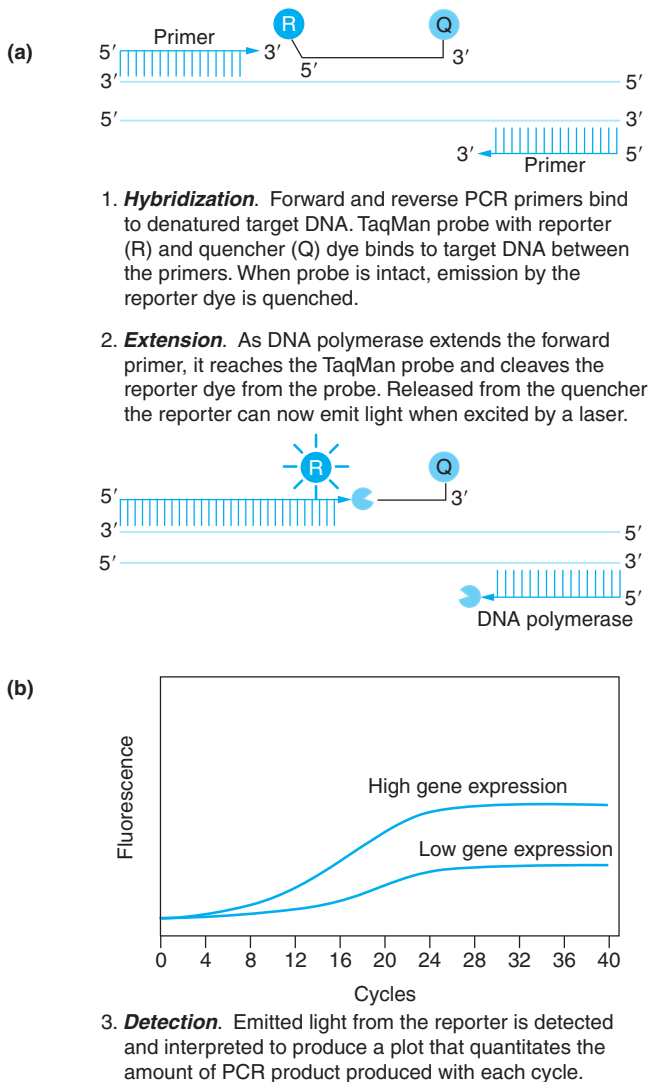 (a)
R Q
Primer
5′ 3′ 5′ 3′
3′ 5′
5′ 3′
3′ 5′
Primer
1. Hybridization. Forward and reverse PCR primers bind
to denatured target DNA. TaqMan probe with reporter
(R) and quencher (Q) dye binds to target DNA between
the primers. When probe is intact, emission by the
reporter dye is quenched.
2. Extension. As DNA polymerase extends the forward
primer, it reaches the TaqMan probe and cleaves the
reporter dye from the probe. Released from the quencher
the reporter can now emit light when excited by a laser.
R Q
5′ 3′
3′ 5′
5′ 3′
5′
DNA polymerase
(b)
Fluorescence
High gene expression
Low gene expression
0 4 8 12 16 20 24 28 32 36 40
Cycles
3. Detection. Emitted light from the reporter is detected
and interpreted to produce a plot that quantitates the
amount of PCR product produced with each cycle.